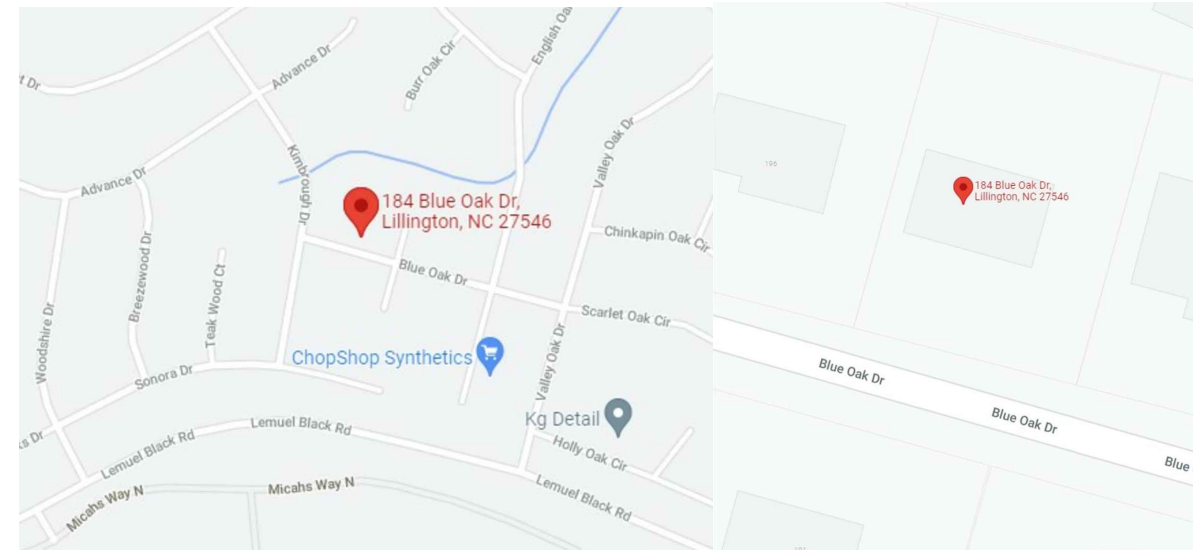 English Oa
Burr Oak Cir
Advance Dr
t Dr
Valley Oak Dr
Kimbrough Dr
Advance Dr
184 Blue Oak Dr,
Lillington, NC 27546
Chinkapin Oak Cir
Breezewood Dr
Blue Oak Dr
Teak Wood Ct
Woodshire Dr
Scarlet Oak Cir
ChopShop Synthetics
Valley Oak Dr
Sonora Dr
Kg Detail
ks Dr
Lemuel Black Rd
Lemuel Black Rd
Holly Oak Cir
Micahs Way N
Micahs Way N
Lemuel Black Rd
196
184 Blue Oak Dr,
Lillington, NC 27546
Blue Oak Dr
Blue Oak Dr
Blue